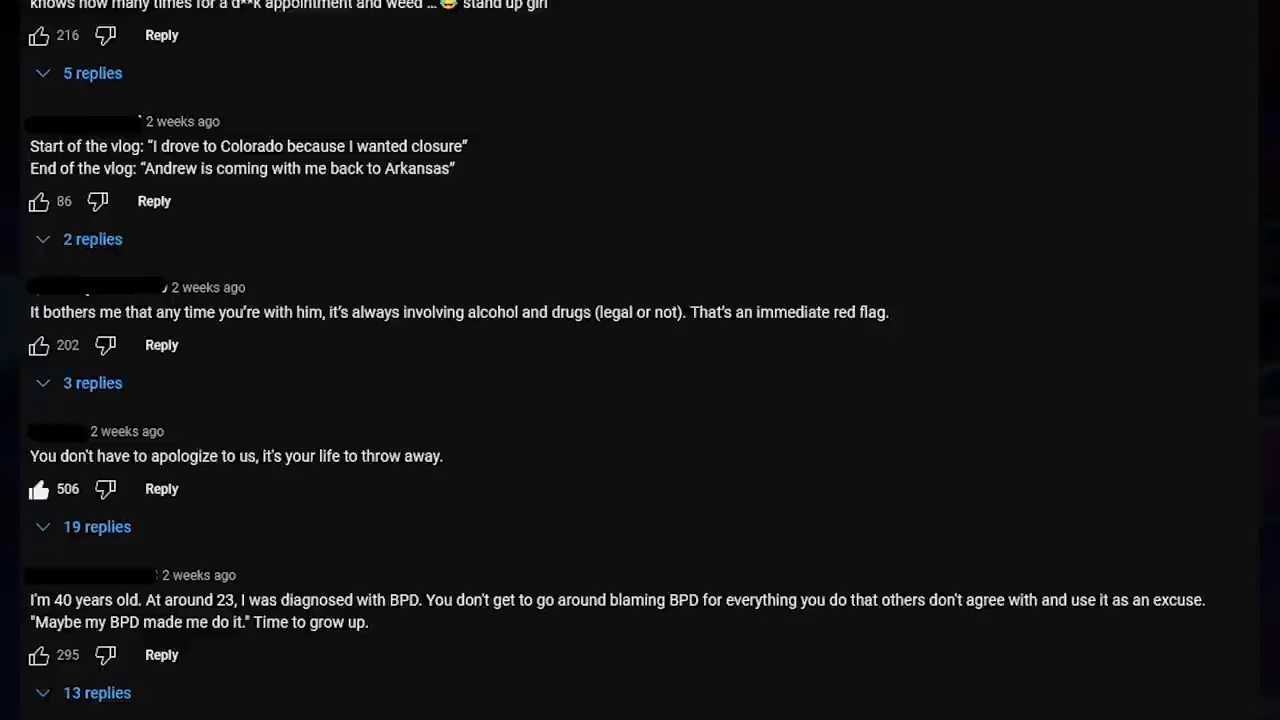 knows how many times for a d**k appointment and weed ... 😂 stand up girl
216 Reply
5 replies
2 weeks ago
Start of the vlog: “I drove to Colorado because I wanted closure”
End of the vlog: “Andrew is coming with me back to Arkansas”
86 Reply
2 replies
2 weeks ago
It bothers me that any time you’re with him, it’s always involving alcohol and drugs (legal or not). That’s an immediate red flag.
202 Reply
3 replies
2 weeks ago
You don't have to apologize to us, it's your life to throw away.
506 Reply
19 replies
2 weeks ago
I'm 40 years old. At around 23, I was diagnosed with BPD. You don't get to go around blaming BPD for everything you do that others don't agree with and use it as an excuse.
"Maybe my BPD made me do it." Time to grow up.
295 Reply
13 replies